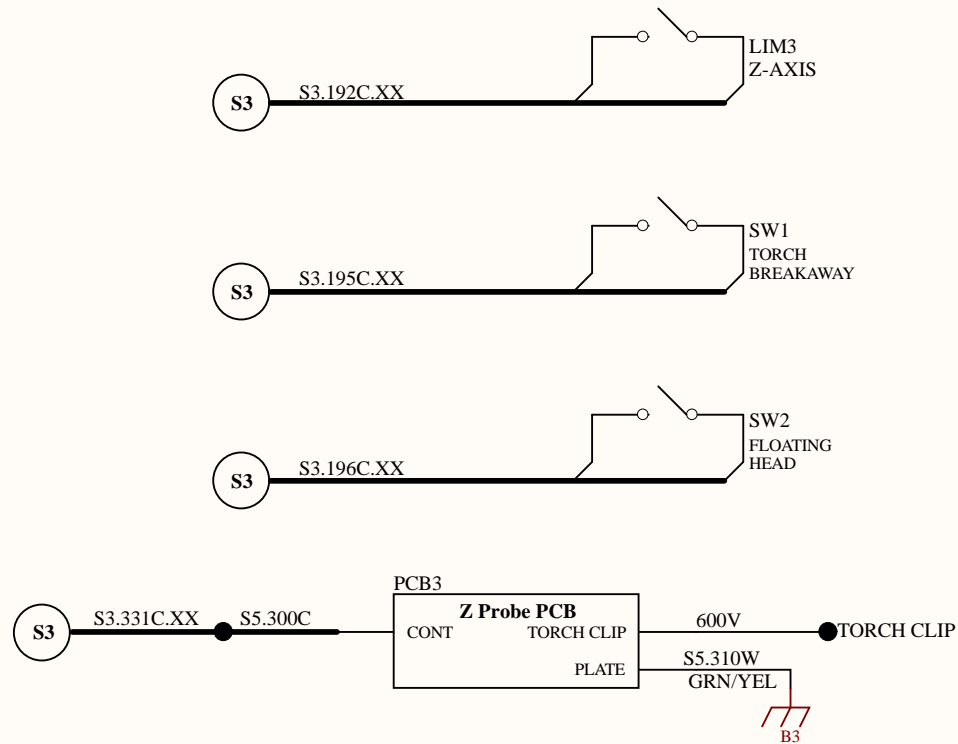 LIM3
Z-AXIS
S3
S3.192C.XX
SW1
TORCH
BREAKAWAY
S3
S3.195C.XX
SW2
FLOATING
HEAD
S3
S3.196C.XX
PCB3
Z Probe PCB
S3
S3.331C.XX
S5.300C
CONT
TORCH CLIP
600V
TORCH CLIP
PLATE
S5.310W
GRN/YEL
B3